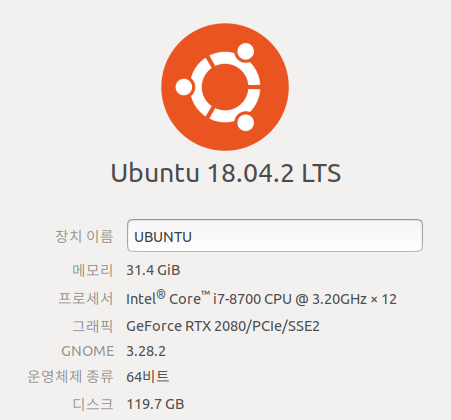 Ubuntu 18.04.2 LTS
장치 이름 UBUNTU
메모리 31.4 GiB
프로세서 Intel® Core™ i7-8700 CPU @ 3.20GHz × 12
그래픽 GeForce RTX 2080/PCIe/SSE2
GNOME 3.28.2
운영체제 종류 64비트
디스크 119.7 GB